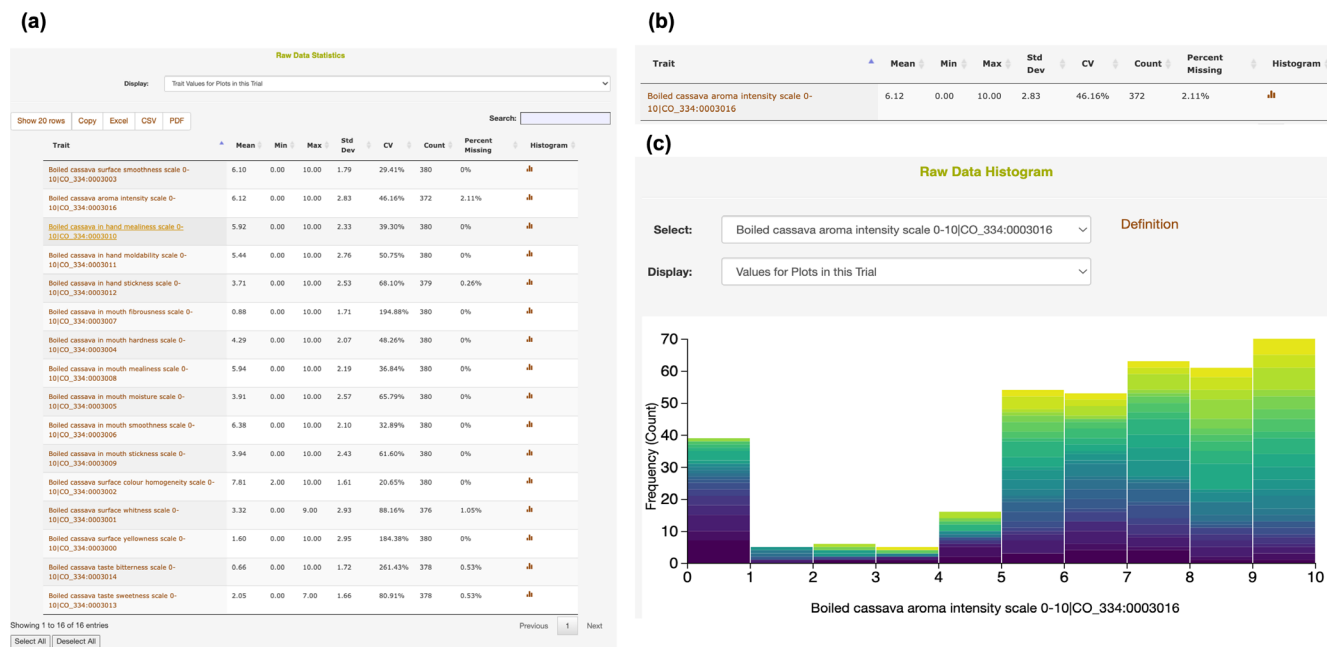 (a)
Raw Data Statistics
Display: Trait Values for Plots in this Trial
Show 20 rows Copy Excel CSV PDF Search:
Trait Mean Min Max Std Dev CV Count Percent Missing Histogram
Boiled cassava surface smoothness scale 0-
10|CO_334:0003003 6.10 0.00 10.00 1.79 29.41% 380 0%
Boiled cassava aroma intensity scale 0-
10|CO_334:0003016 6.12 0.00 10.00 2.83 46.16% 372 2.11%
Boiled cassava in hand mealiness scale 0-
10|CO_334:0003010 5.92 0.00 10.00 2.33 39.30% 380 0%
Boiled cassava in hand moldability scale 0-
10|CO_334:0003011 5.44 0.00 10.00 2.76 50.75% 380 0%
Boiled cassava in hand stickness scale 0-
10|CO_334:0003012 3.71 0.00 10.00 2.53 68.10% 379 0.26%
Boiled cassava in mouth fibrousness scale 0-
10|CO_334:0003007 0.88 0.00 10.00 1.71 194.88% 380 0%
Boiled cassava in mouth hardness scale 0-
10|CO_334:0003004 4.29 0.00 10.00 2.07 48.26% 380 0%
Boiled cassava in mouth mealiness scale 0-
10|CO_334:0003008 5.94 0.00 10.00 2.19 36.84% 380 0%
Boiled cassava in mouth moisture scale 0-
10|CO_334:0003005 3.91 0.00 10.00 2.57 65.79% 380 0%
Boiled cassava in mouth smoothness scale 0-
10|CO_334:0003006 6.38 0.00 10.00 2.10 32.89% 380 0%
Boiled cassava in mouth stickness scale 0-
10|CO_334:0003009 3.94 0.00 10.00 2.43 61.60% 380 0%
Boiled cassava surface colour homogeneity scale 0-
10|CO_334:0003002 7.81 2.00 10.00 1.61 20.65% 380 0%
Boiled cassava surface whitness scale 0-
10|CO_334:0003001 3.32 0.00 9.00 2.93 88.16% 376 1.05%
Boiled cassava surface yellowness scale 0-
10|CO_334:0003000 1.60 0.00 10.00 2.95 184.38% 380 0%
Boiled cassava taste bitterness scale 0-
10|CO_334:0003014 0.66 0.00 10.00 1.72 261.43% 378 0.53%
Boiled cassava taste sweetness scale 0-
10|CO_334:0003013 2.05 0.00 7.00 1.66 80.91% 378 0.53%
Showing 1 to 16 of 16 entries Previous 1 Next
Select All Deselect All
(b)
Trait Mean Min Max Std Dev CV Count Percent Missing Histogram
Boiled cassava aroma intensity scale 0-
10|CO_334:0003016 6.12 0.00 10.00 2.83 46.16% 372 2.11%
(c)
Raw Data Histogram
Select: Boiled cassava aroma intensity scale 0-10|CO_334:0003016 Definition
Display: Values for Plots in this Trial
Frequency (Count)
70
60
50
40
30
20
10
0
0 1 2 3 4 5 6 7 8 9 10
Boiled cassava aroma intensity scale 0-10|CO_334:0003016